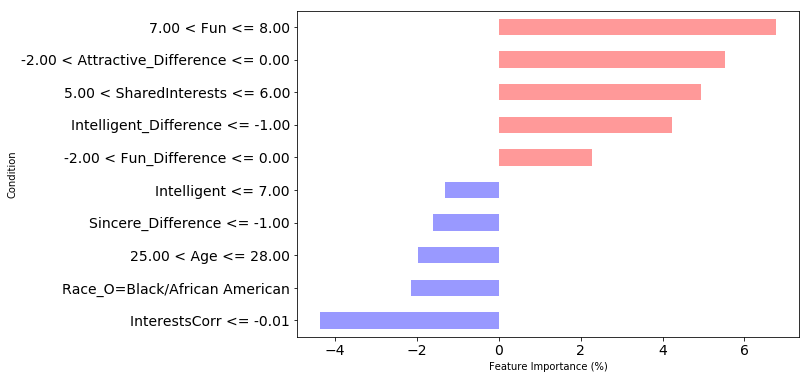 7.00 < Fun <= 8.00
-2.00 < Attractive_Difference <= 0.00
5.00 < SharedInterests <= 6.00
Intelligent_Difference <= -1.00
-2.00 < Fun_Difference <= 0.00
Intelligent <= 7.00
Sincere_Difference <= -1.00
25.00 < Age <= 28.00
Race_O=Black/African American
InterestsCorr <= -0.01
Condition
−4 −2 0 2 4 6
Feature Importance (%)